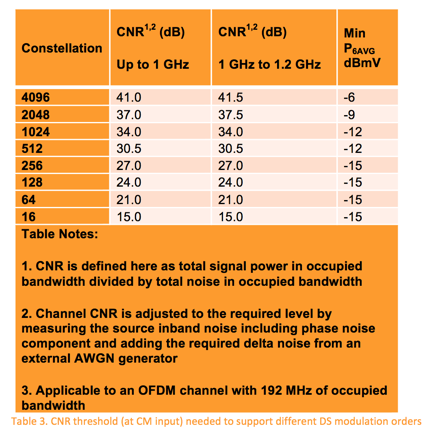 Constellation CNR1,2 (dB) Up to 1 GHz CNR1,2 (dB) 1 GHz to 1.2 GHz Min P6AVG dBmV
4096 41.0 41.5 -6
2048 37.0 37.5 -9
1024 34.0 34.0 -12
512 30.5 30.5 -12
256 27.0 27.0 -15
128 24.0 24.0 -15
64 21.0 21.0 -15
16 15.0 15.0 -15
Table Notes:
1. CNR is defined here as total signal power in occupied
bandwidth divided by total noise in occupied bandwidth
2. Channel CNR is adjusted to the required level by
measuring the source inband noise including phase noise
component and adding the required delta noise from an
external AWGN generator
3. Applicable to an OFDM channel with 192 MHz of occupied
bandwidth
Table 3. CNR threshold (at CM input) needed to support different DS modulation orders